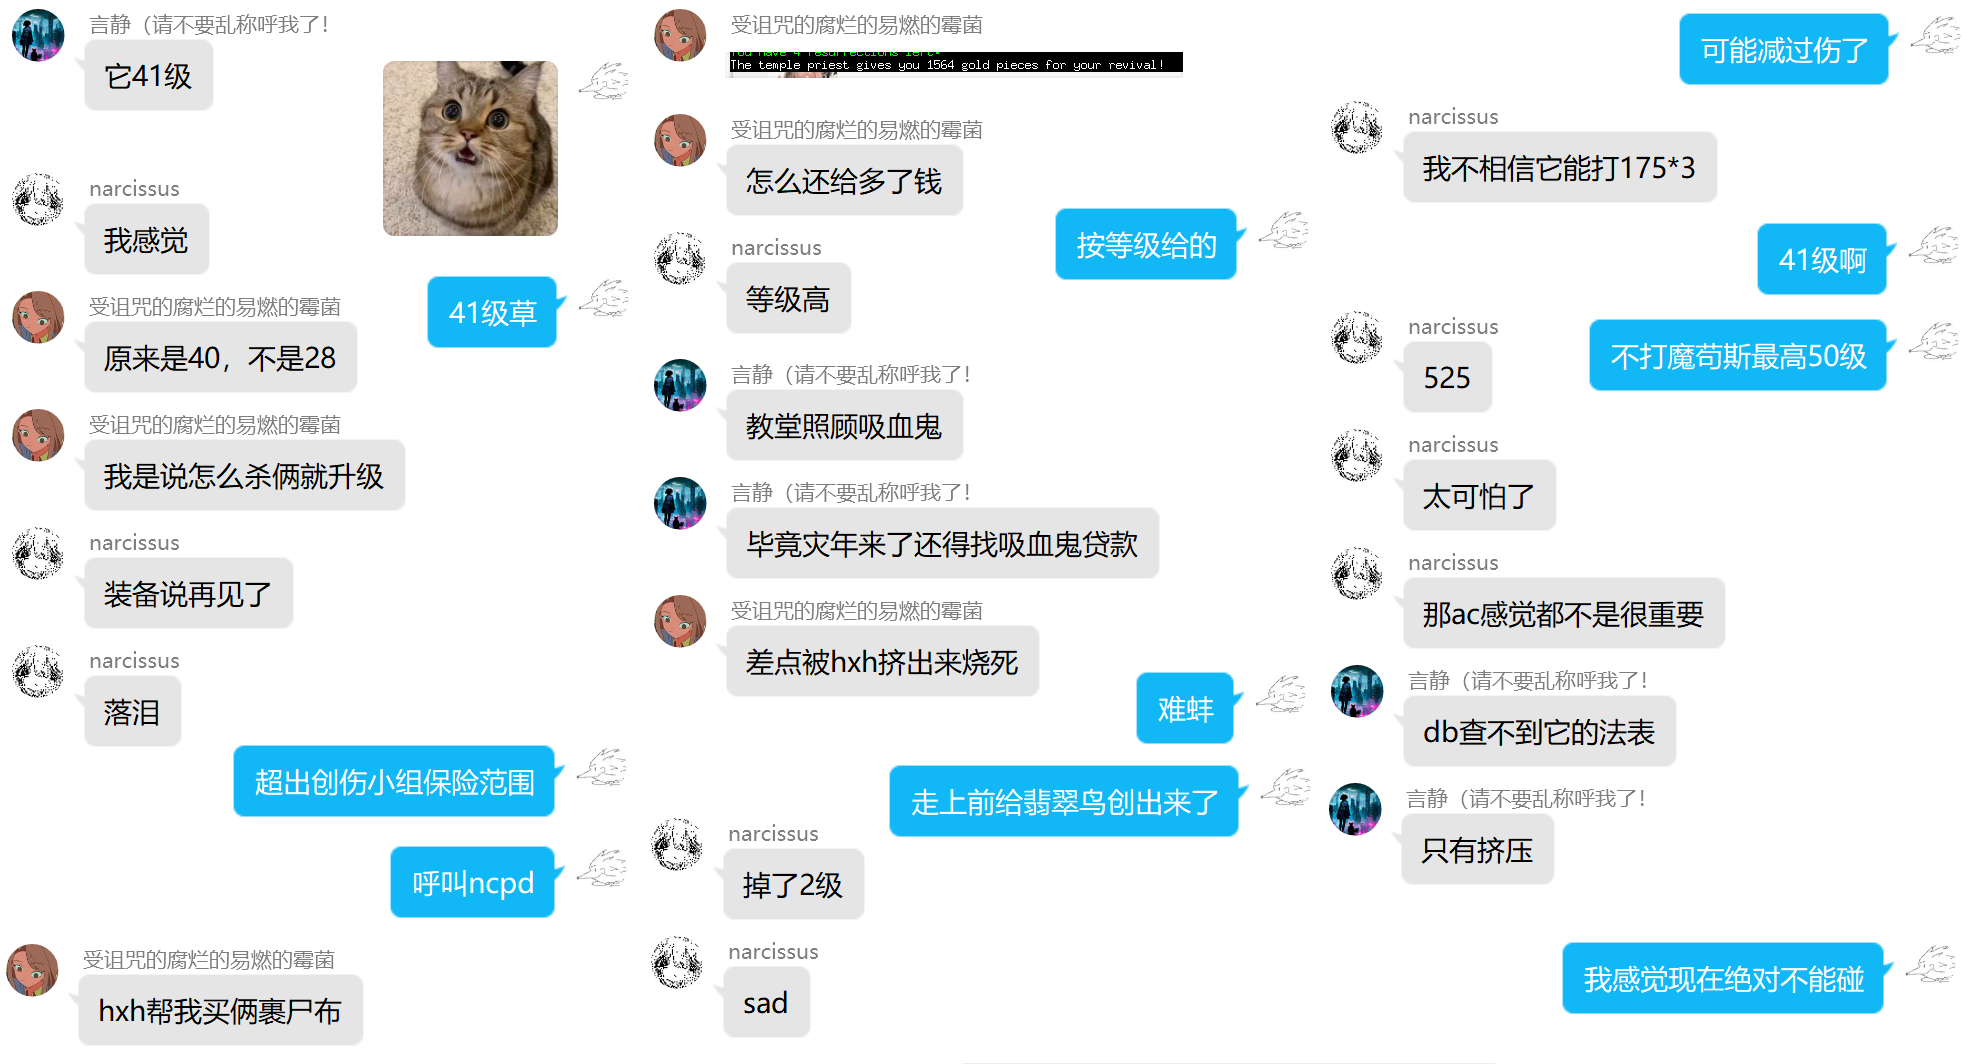 言静（请不要乱称呼我了！
它41级
narcissus
我感觉
41级草
受诅咒的腐烂的易燃的霉菌
原来是40，不是28
受诅咒的腐烂的易燃的霉菌
我是说怎么杀俩就升级
narcissus
装备说再见了
narcissus
落泪
超出创伤小组保险范围
呼叫ncpd
受诅咒的腐烂的易燃的霉菌
hxh帮我买俩裹尸布
受诅咒的腐烂的易燃的霉菌
You have 4 resurrections left.
The temple priest gives you 1564 gold pieces for your revival!
受诅咒的腐烂的易燃的霉菌
怎么还给多了钱
按等级给的
narcissus
等级高
言静（请不要乱称呼我了！
教堂照顾吸血鬼
言静（请不要乱称呼我了！
毕竟灾年来了还得找吸血鬼贷款
受诅咒的腐烂的易燃的霉菌
差点被hxh挤出来烧死
难蚌
走上前给翡翠鸟创出来了
narcissus
掉了2级
narcissus
sad
可能减过伤了
narcissus
我不相信它能打175*3
41级啊
不打魔苟斯最高50级
narcissus
525
narcissus
太可怕了
narcissus
那ac感觉都不是很重要
言静（请不要乱称呼我了！
db查不到它的法表
言静（请不要乱称呼我了！
只有挤压
我感觉现在绝对不能碰